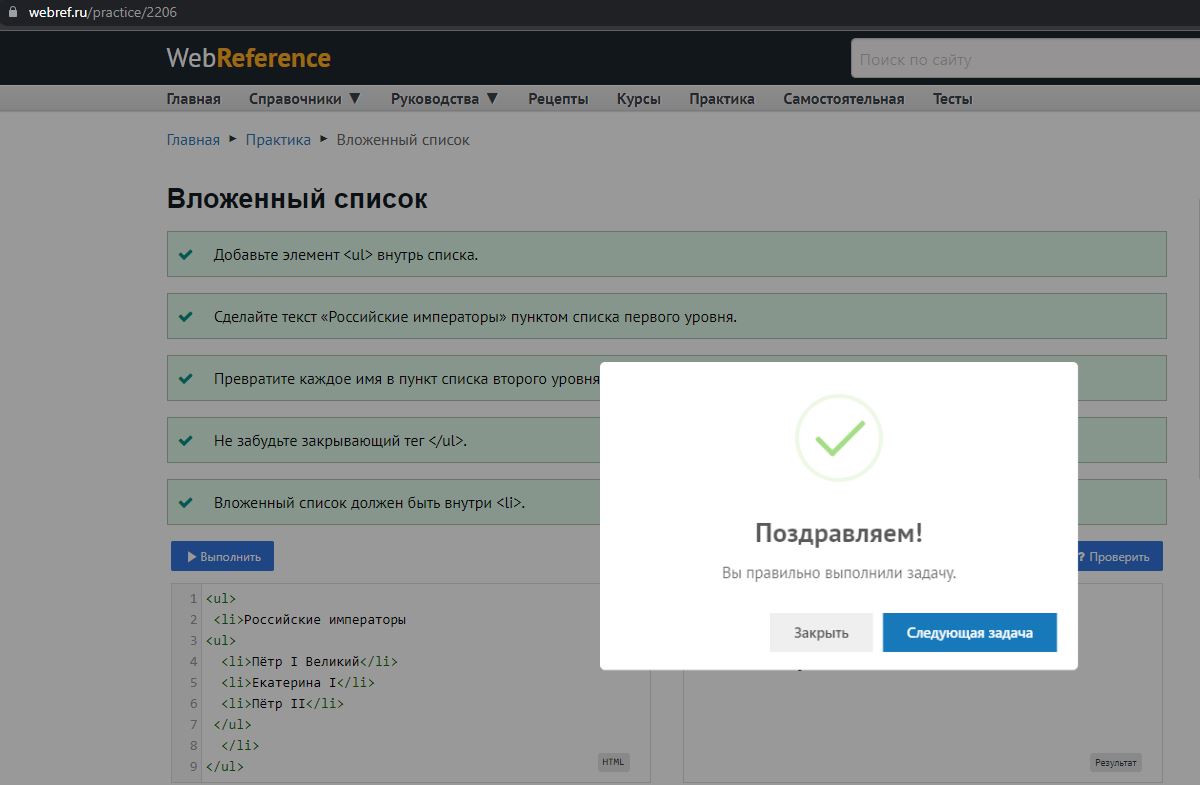 webref.ru/practice/2206
WebReference
Поиск по сайту
Главная Справочники ▼ Руководства ▼ Рецепты Курсы Практика Самостоятельная Тесты
Главная ► Практика ► Вложенный список
Вложенный список
Добавьте элемент <ul> внутрь списка.
Сделайте текст «Российские императоры» пунктом списка первого уровня.
Превратите каждое имя в пункт списка второго уровня
Не забудьте закрывающий тег </ul>.
Вложенный список должен быть внутри <li>.
Поздравляем!
Вы правильно выполнили задачу.
Закрыть Следующая задача
Выполнить
? Проверить
1 <ul>
2 <li>Российские императоры
3 <ul>
4 <li>Пётр I Великий</li>
5 <li>Екатерина I</li>
6 <li>Пётр II</li>
7 </ul>
8 </li>
9 </ul>
HTML
Результат